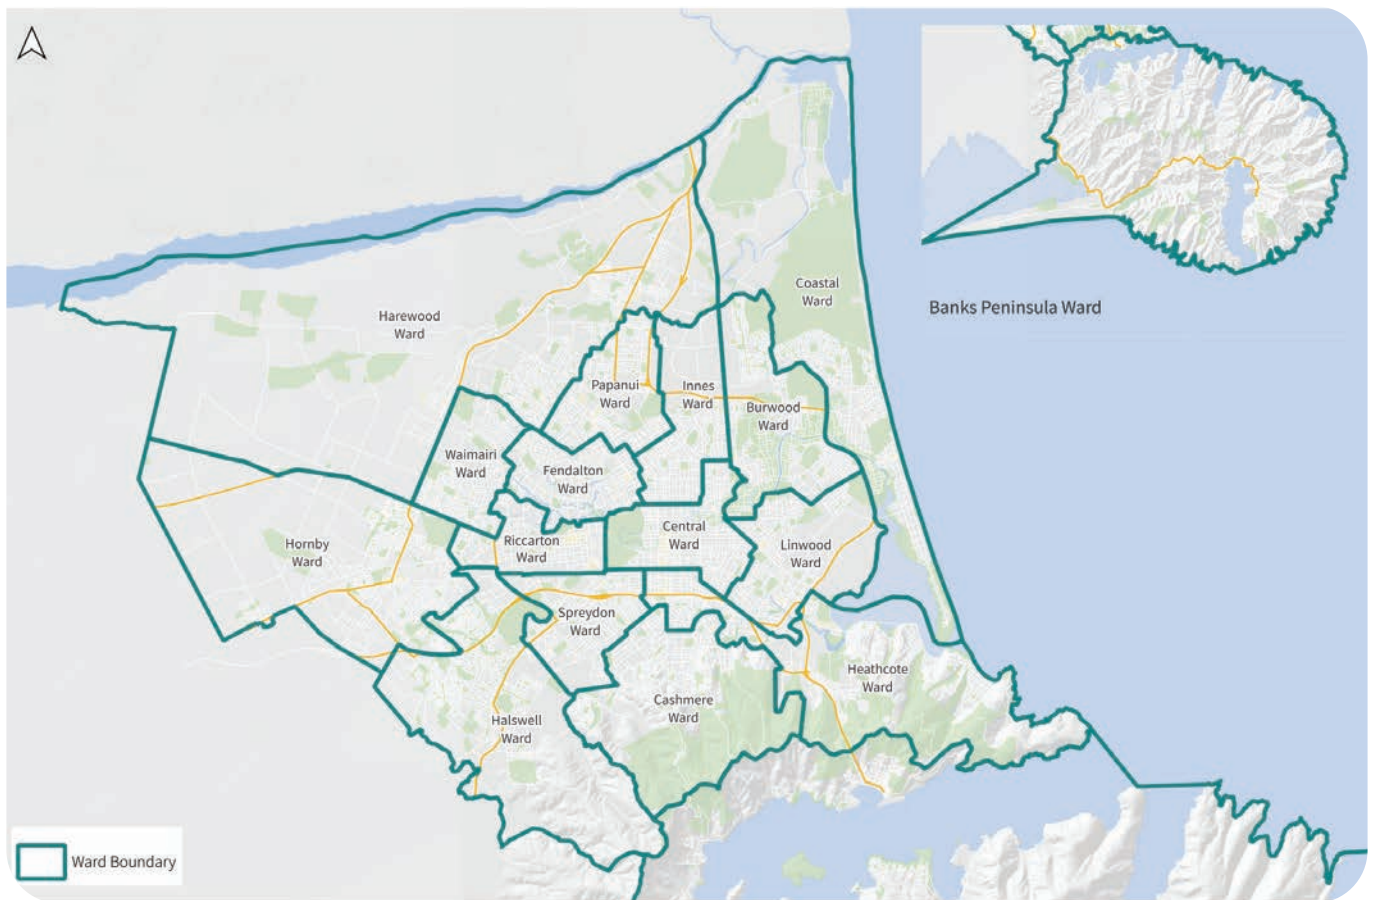 Coastal
Ward
Banks Peninsula Ward
Harewood
Ward
Papanui
Ward
Innes
Ward
Burwood
Ward
Waimairi
Ward
Fendalton
Ward
Hornby
Ward
Riccarton
Ward
Central
Ward
Linwood
Ward
Spreydon
Ward
Heathcote
Ward
Cashmere
Ward
Halswell
Ward
Ward Boundary